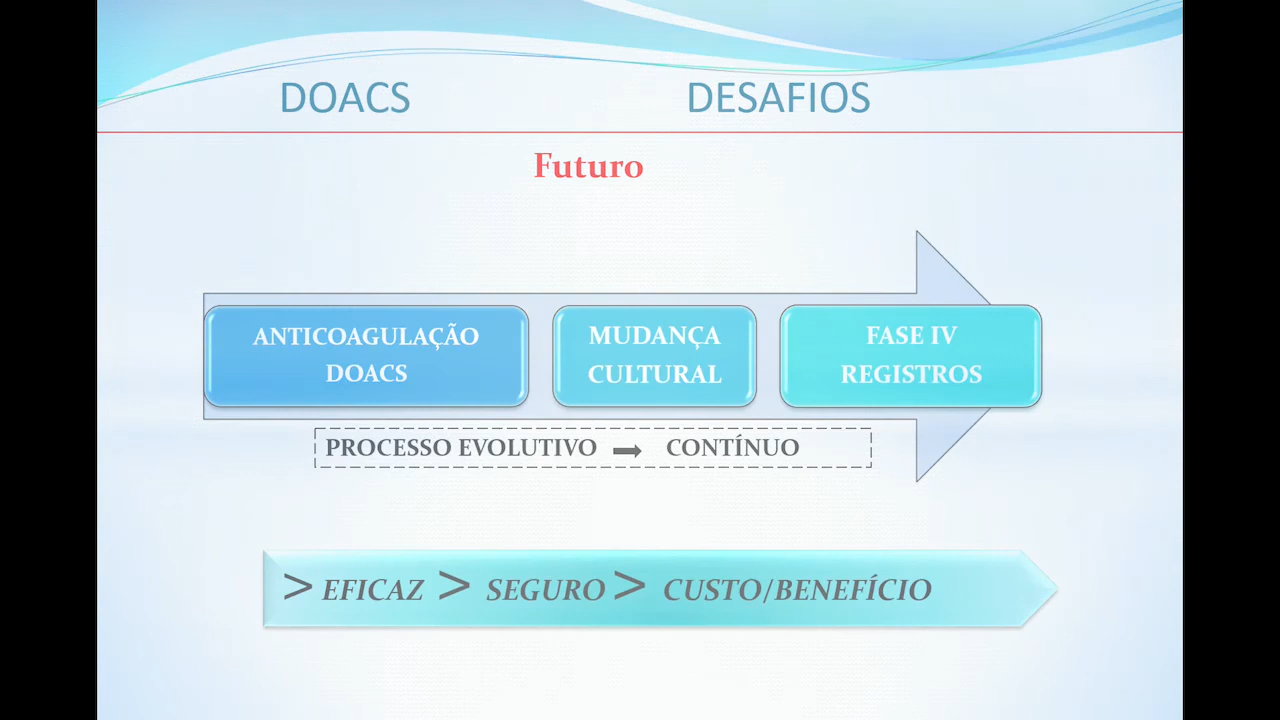 DOACS DESAFIOS
Futuro
ANTICOAGULAÇÃO
DOACS
MUDANÇA
CULTURAL
FASE IV
REGISTROS
PROCESSO EVOLUTIVO ➡ CONTÍNUO
> EFICAZ > SEGURO > CUSTO/BENEFÍCIO